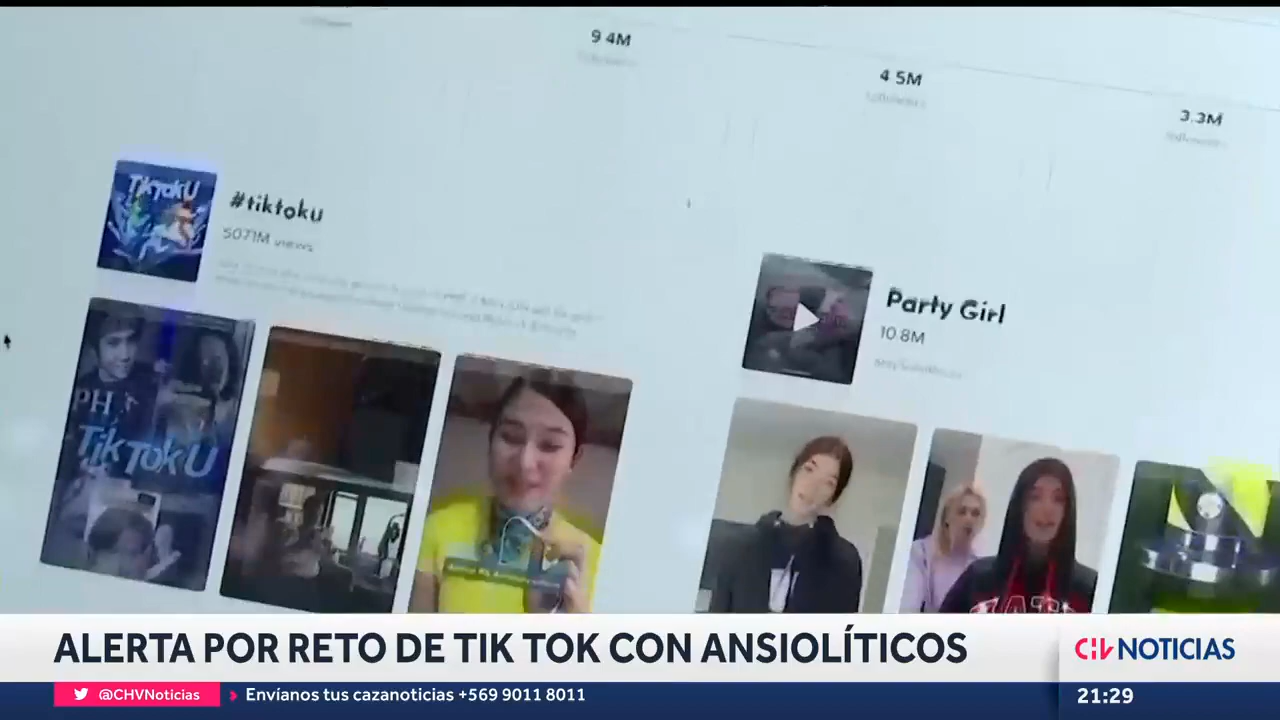 9 4M
4 5M
3.3M
TikTokU
#tiktoku
5071M views
Party Girl
10.8M
PH
TikTokU
ALERTA POR RETO DE TIK TOK CON ANSIOLÍTICOS
CHV NOTICIAS
@CHVNoticias
Envíanos tus cazanoticias +569 9011 8011
21:29